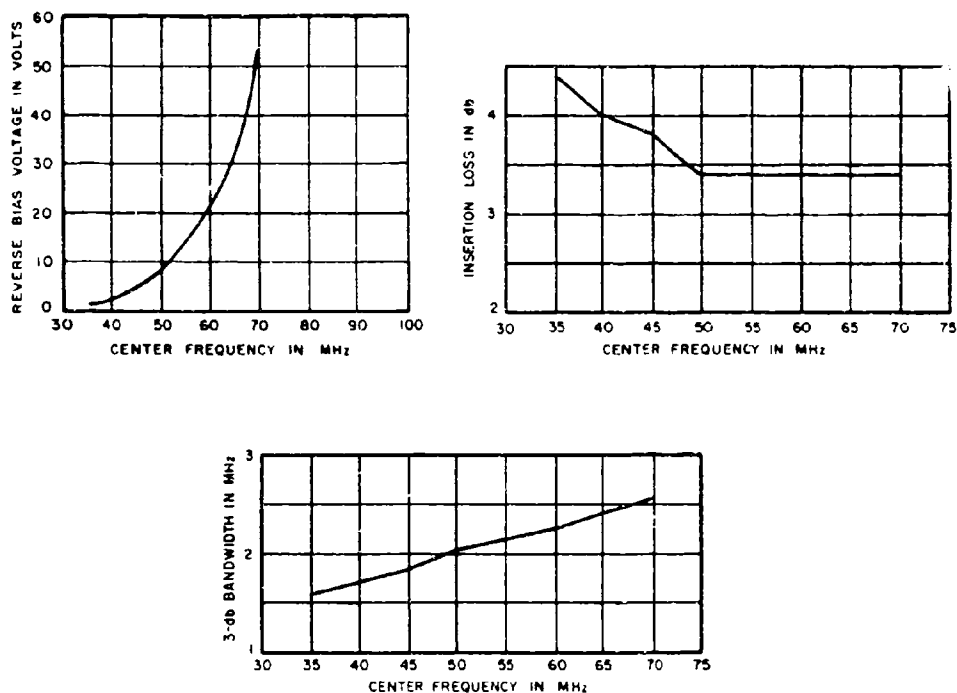 REVERSE BIAS VOLTAGE IN VOLTS
60
50
40
30
20
10
0
30 40 50 60 70 80 90 100
CENTER FREQUENCY IN MHz
INSERTION LOSS IN db
4
3
2
30 35 40 45 50 55 60 65 70 75
CENTER FREQUENCY IN MHz
3-db BANDWIDTH IN MHz
3
2
1
30 35 40 45 50 55 60 65 70 75
CENTER FREQUENCY IN MHz